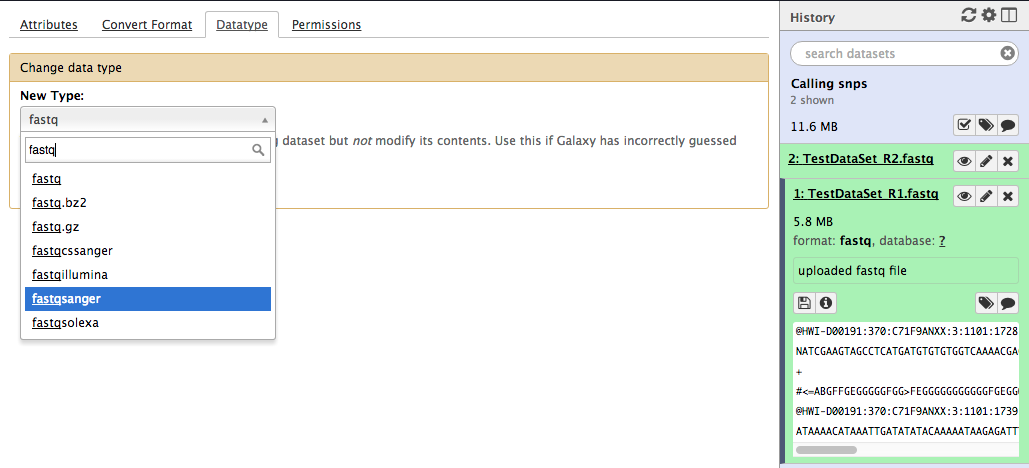 Attributes
Convert Format
Datatype
Permissions
Change data type
New Type:
fastq
g dataset but not modify its contents. Use this if Galaxy has incorrectly guessed
fastq
fastq
fastq.bz2
fastq.gz
fastqcssanger
fastqillumina
fastqsanger
fastqsolexa
History
search datasets
Calling snps
2 shown
11.6 MB
2: TestDataSet_R2.fastq
1: TestDataSet_R1.fastq
5.8 MB
format: fastq, database: ?
uploaded fastq file
@HWI-D00191:370:C71F9ANXX:3:1101:1728
NATCGAAGTAGCCTCATGATGTGTGTGGTCAAAACGA
+
#<=ABGFFGEGGGGGFGG>FEGGGGGGGGGGGFGEGG
@HWI-D00191:370:C71F9ANXX:3:1101:1739
ATAAAACATAAATTGATATATACAAAAATAAGAGATT